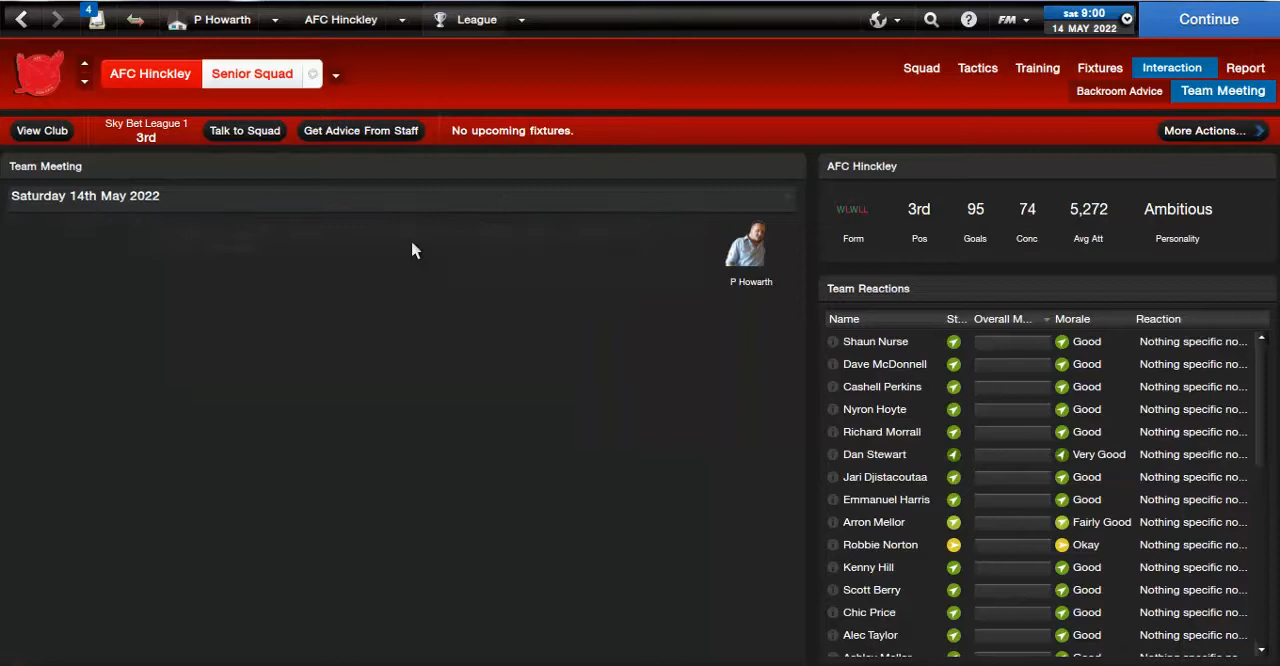 4
P Howarth
AFC Hinckley
League
FM
Sat 9:00
14 MAY 2022
Continue
AFC Hinckley
Senior Squad
Squad
Tactics
Training
Fixtures
Interaction
Report
Backroom Advice
Team Meeting
View Club
Sky Bet League 1
3rd
Talk to Squad
Get Advice From Staff
No upcoming fixtures.
More Actions...
Team Meeting
Saturday 14th May 2022
P Howarth
AFC Hinckley
WLWLL
3rd
95
74
5,272
Ambitious
Form
Pos
Goals
Conc
Avg Att
Personality
Team Reactions
Name St... Overall M... Morale Reaction
Shaun Nurse Good Nothing specific no...
Dave McDonnell Good Nothing specific no...
Cashell Perkins Good Nothing specific no...
Nyron Hoyte Good Nothing specific no...
Richard Morrall Good Nothing specific no...
Dan Stewart Very Good Nothing specific no...
Jari Djistacoutaa Good Nothing specific no...
Emmanuel Harris Good Nothing specific no...
Arron Mellor Fairly Good Nothing specific no...
Robbie Norton Okay Nothing specific no...
Kenny Hill Good Nothing specific no...
Scott Berry Good Nothing specific no...
Chic Price Good Nothing specific no...
Alec Taylor Good Nothing specific no...